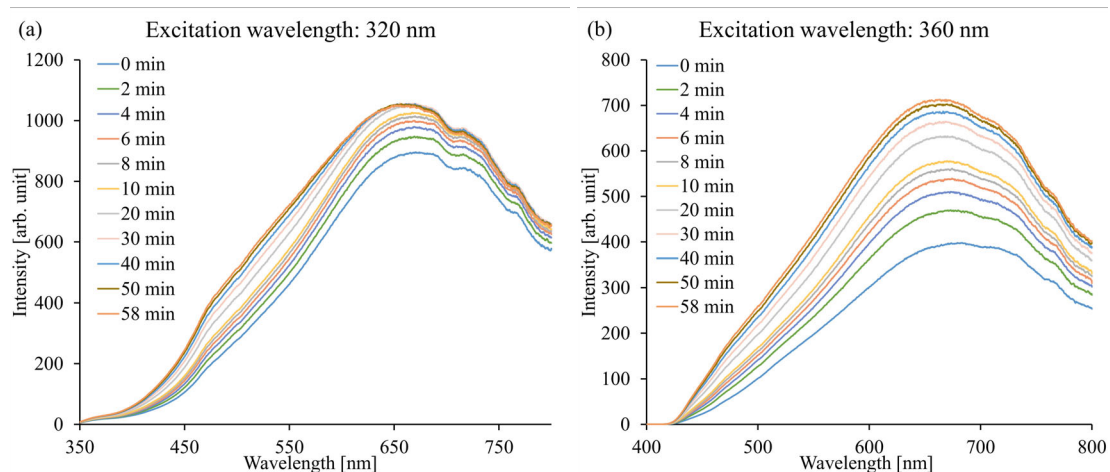 (a) Excitation wavelength: 320 nm
1200
1000
800
600
400
200
0
Intensity [arb. unit]
0 min
2 min
4 min
6 min
8 min
10 min
20 min
30 min
40 min
50 min
58 min
350 450 550 650 750
Wavelength [nm]
(b) Excitation wavelength: 360 nm
800
700
600
500
400
300
200
100
0
Intensity [arb. unit]
0 min
2 min
4 min
6 min
8 min
10 min
20 min
30 min
40 min
50 min
58 min
400 500 600 700 800
Wavelength [nm]